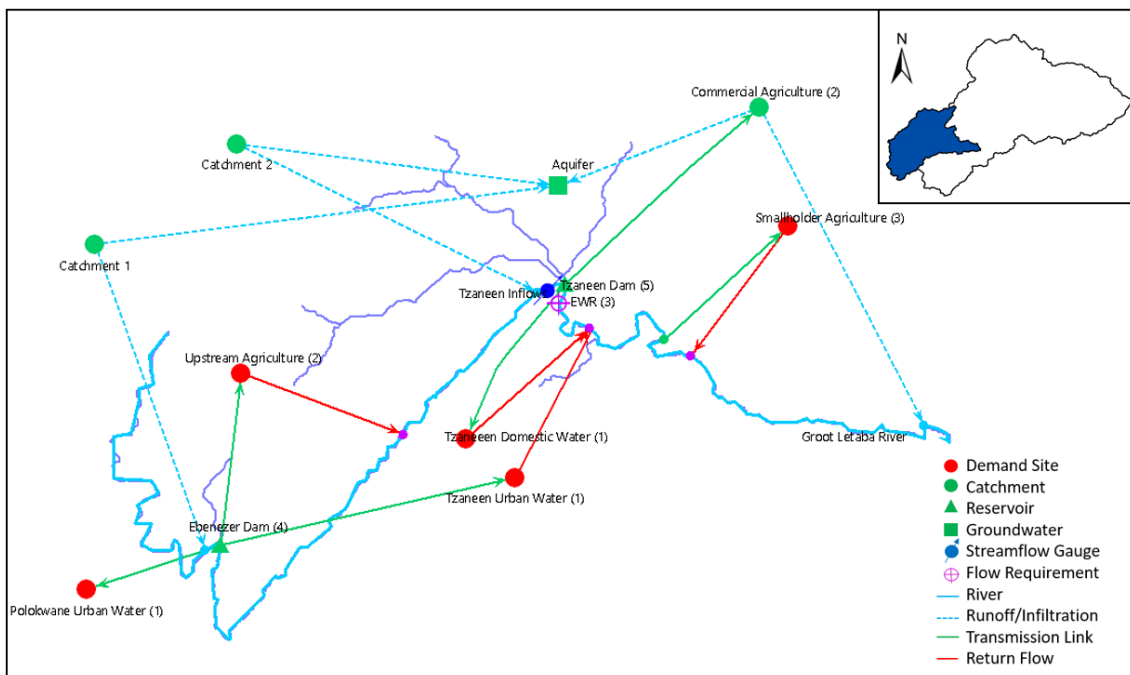 N
Commercial Agriculture (2)
Catchment 2
Aquifer
Smallholder Agriculture (3)
Catchment 1
Tzaneen Dam (5)
Tzaneen Inflow
EWR (3)
Upstream Agriculture (2)
Tzaneeen Domestic Water (1)
Groot Letaba River
Tzaneen Urban Water (1)
Ebenezer Dam (4)
Polokwane Urban Water (1)
Demand Site
Catchment
Reservoir
Groundwater
Streamflow Gauge
Flow Requirement
River
Runoff/Infiltration
Transmission Link
Return Flow